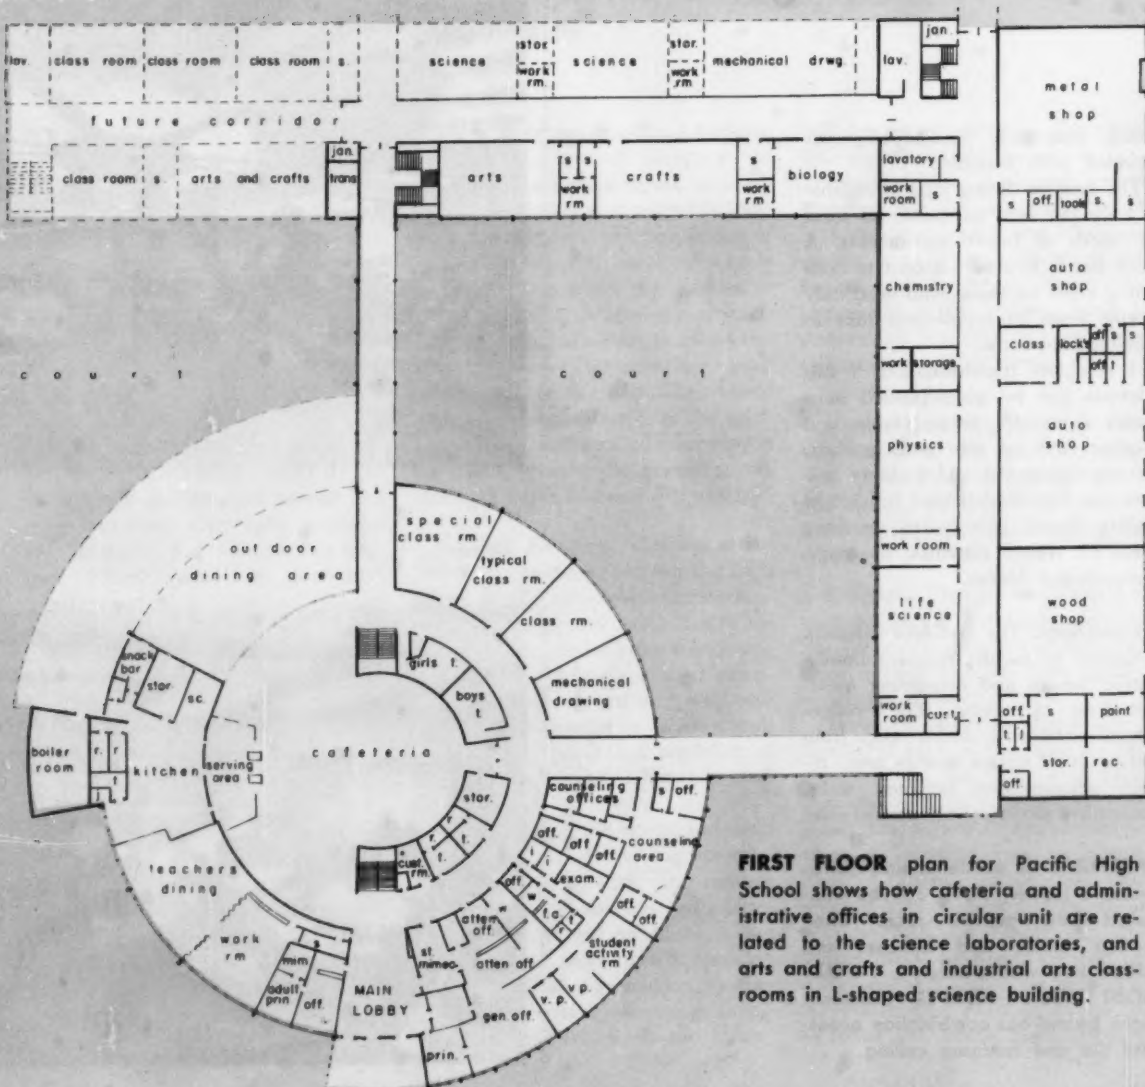 jan.
lav. class room class room class room s. science stor. work rm. science stor. work rm. mechanical drwg. lav.
metal shop
future corridor
jan. trans
class room s. arts and crafts
arts s s work rm crafts s work rm biology
lavatory
work room s
s off. tools s. s
chemistry
auto shop
class lock's off s s
off t
work storage
court court
physics
auto shop
special class rm.
typical class rm.
class rm.
mechanical drawing
out door dining area
work room
life science
wood shop
snack bar
stor. sc.
girls t.
boys t
work room cust.
off. s paint
t. t
stor. rec.
off.
boiler room
r. r
t
kitchen
serving area
cafeteria
stor.
r
r t.
t.
cust. rm.
counseling offices
s off.
counseling area
off. off off.
exam.
off
teachers dining
work rm
s
mim
adult prin.
off.
MAIN LOBBY
st. mimeo.
atten off.
atten off.
off. off.
student activity rm
v.p. v.p.
gen. off.
prin.
FIRST FLOOR plan for Pacific High
School shows how cafeteria and admin-
istrative offices in circular unit are re-
lated to the science laboratories, and
arts and crafts and industrial arts class-
rooms in L-shaped science building.